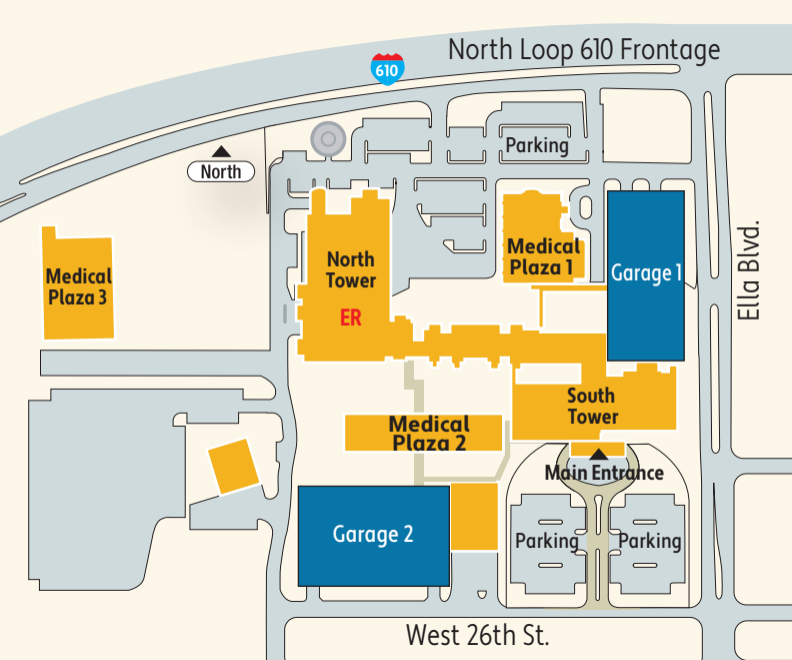 North Loop 610 Frontage
610
Parking
North
Medical
Plaza 1
North
Tower
Garage 1
Ella Blvd.
Medical
Plaza 3
ER
South
Tower
Medical
Plaza 2
Main Entrance
Garage 2
Parking
Parking
West 26th St.